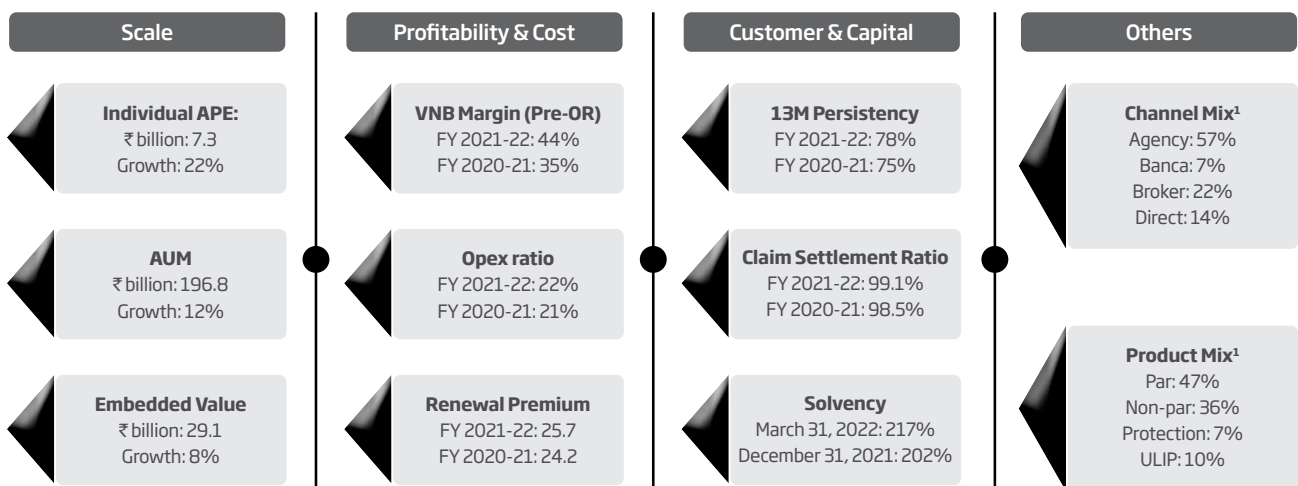 Scale
Individual APE:
₹ billion: 7.3
Growth: 22%
AUM
₹ billion: 196.8
Growth: 12%
Embedded Value
₹ billion: 29.1
Growth: 8%
Profitability & Cost
VNB Margin (Pre-OR)
FY 2021-22: 44%
FY 2020-21: 35%
Opex ratio
FY 2021-22: 22%
FY 2020-21: 21%
Renewal Premium
FY 2021-22: 25.7
FY 2020-21: 24.2
Customer & Capital
13M Persistency
FY 2021-22: 78%
FY 2020-21: 75%
Claim Settlement Ratio
FY 2021-22: 99.1%
FY 2020-21: 98.5%
Solvency
March 31, 2022: 217%
December 31, 2021: 202%
Others
Channel Mix¹
Agency: 57%
Banca: 7%
Broker: 22%
Direct: 14%
Product Mix¹
Par: 47%
Non-par: 36%
Protection: 7%
ULIP: 10%